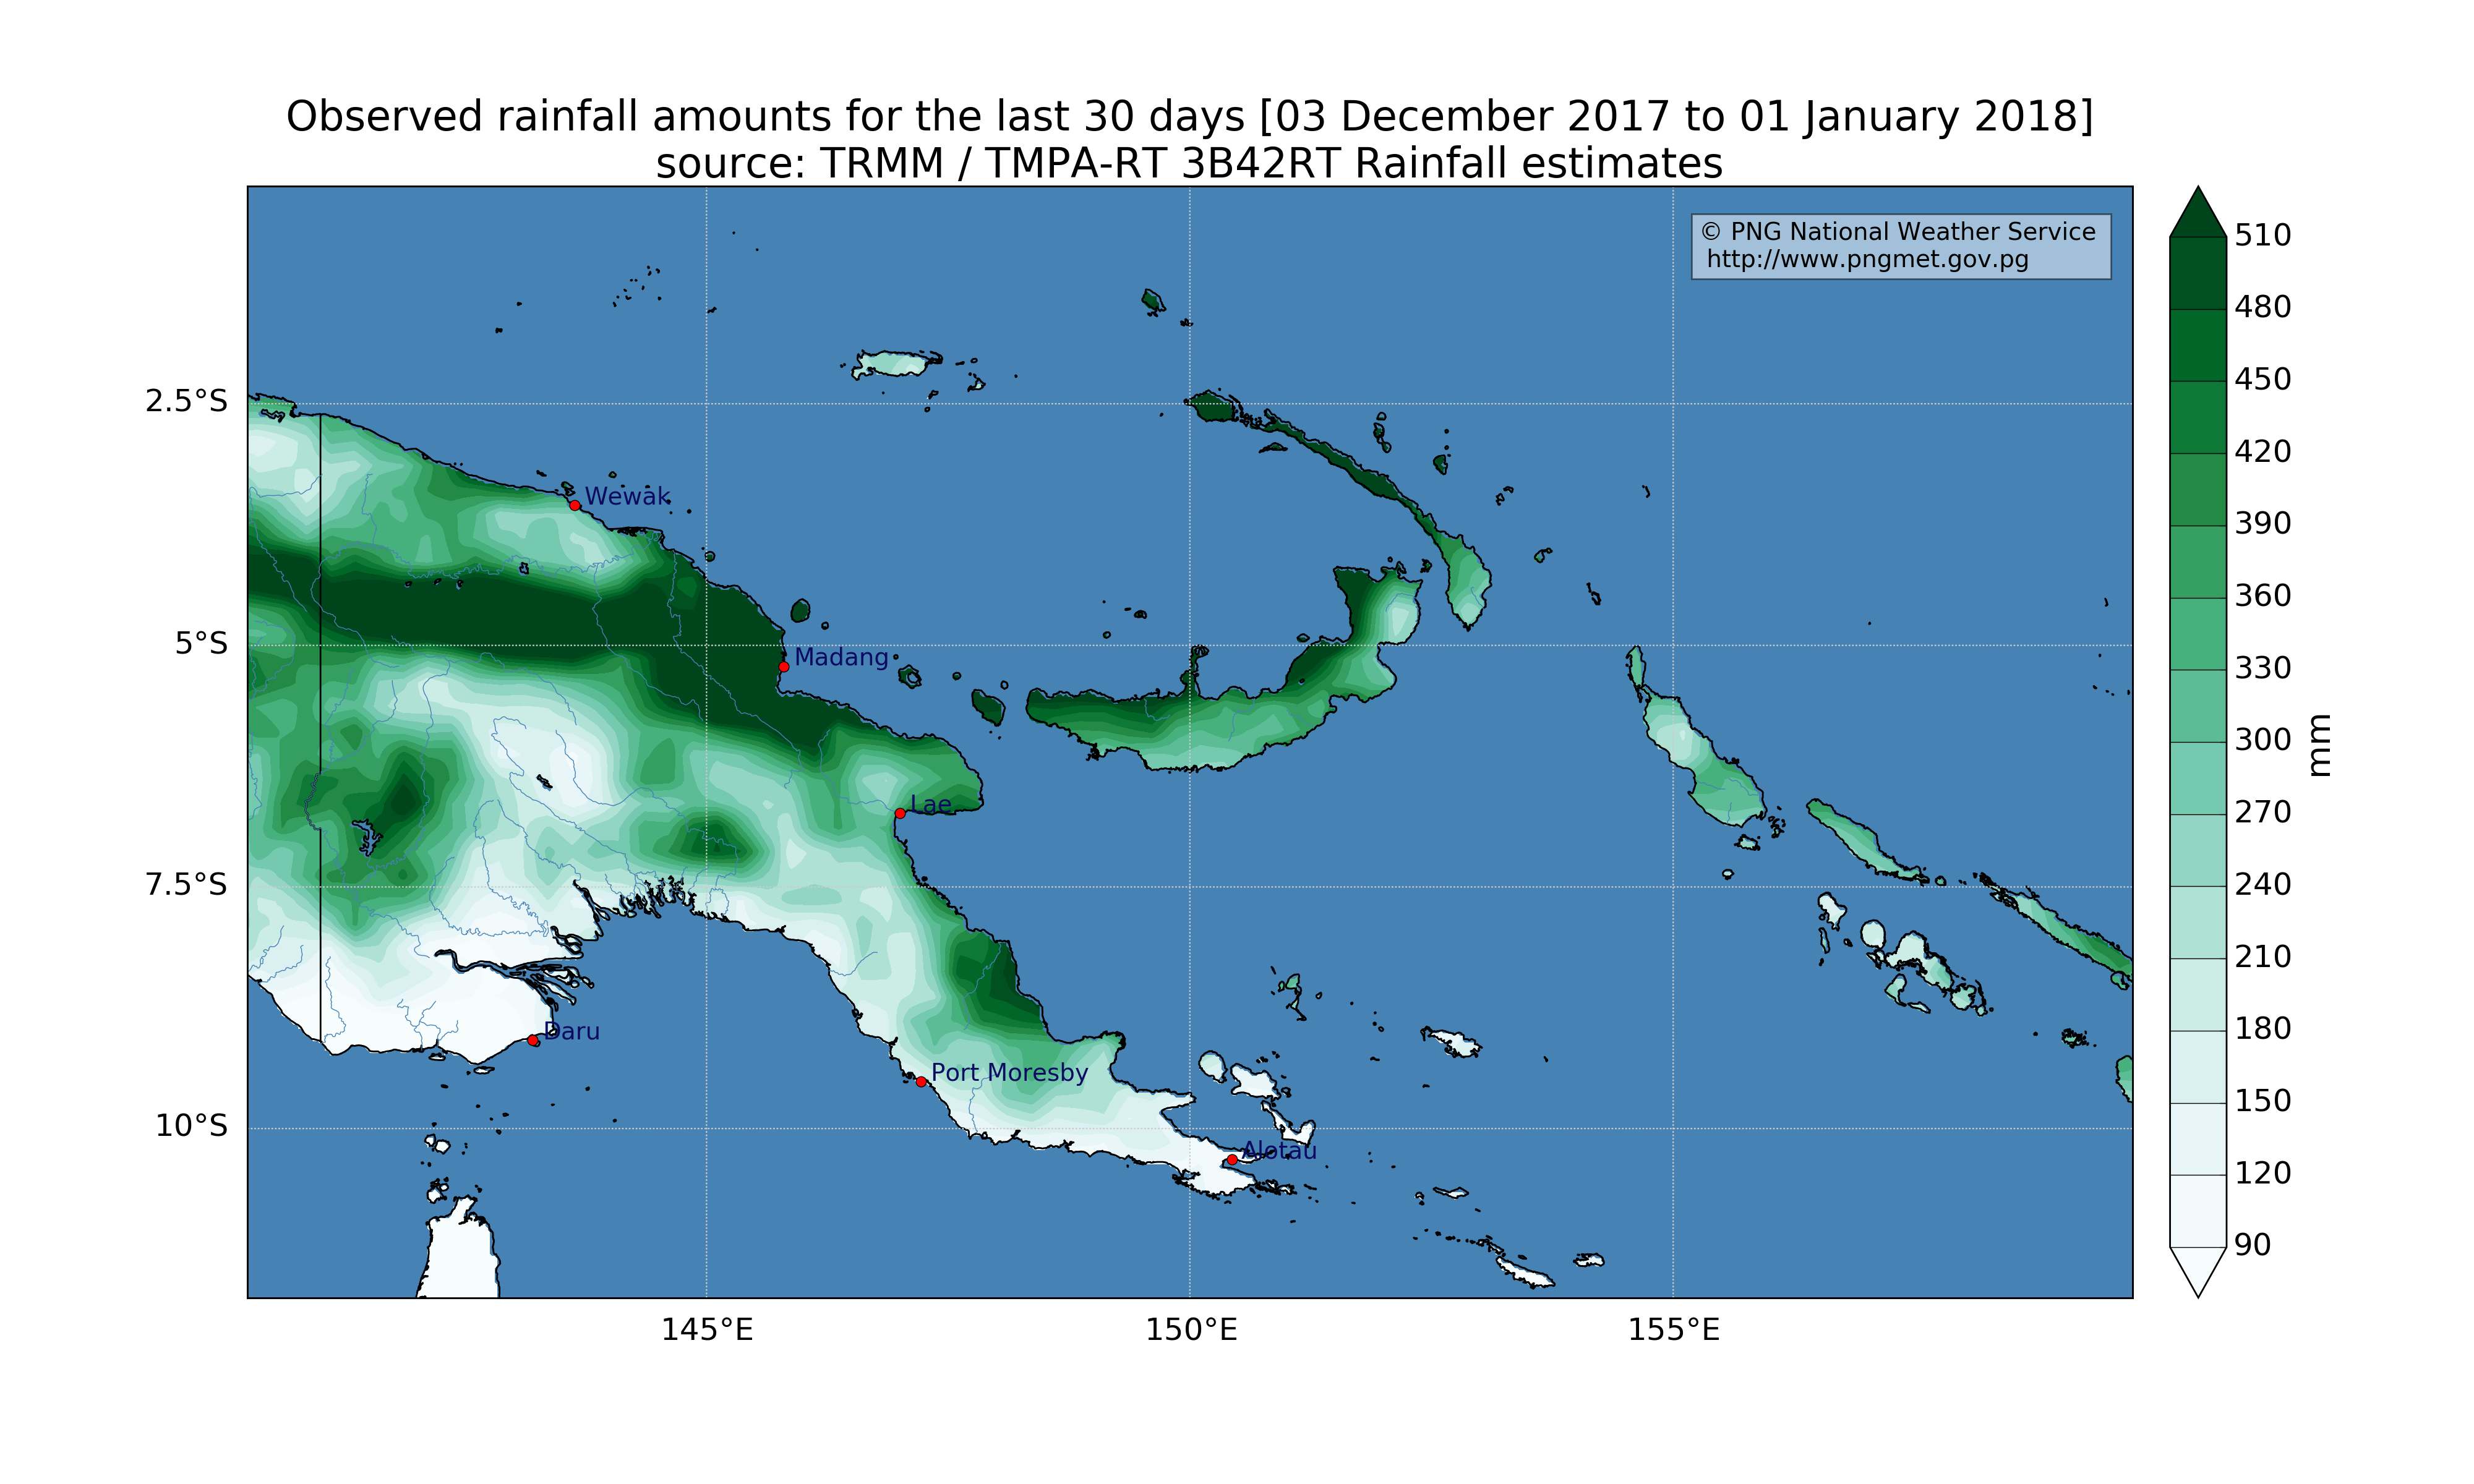 Observed rainfall amounts for the last 30 days [03 December 2017 to 01 January 2018]
source: TRMM / TMPA-RT 3B42RT Rainfall estimates
© PNG National Weather Service
http://www.pngmet.gov.pg
510
480
450
420
390
360
330
300
270
240
210
180
150
120
90
mm
2.5°S
5°S
7.5°S
10°S
Wewak
Madang
Lae
Daru
Port Moresby
Alotau
145°E
150°E
155°E